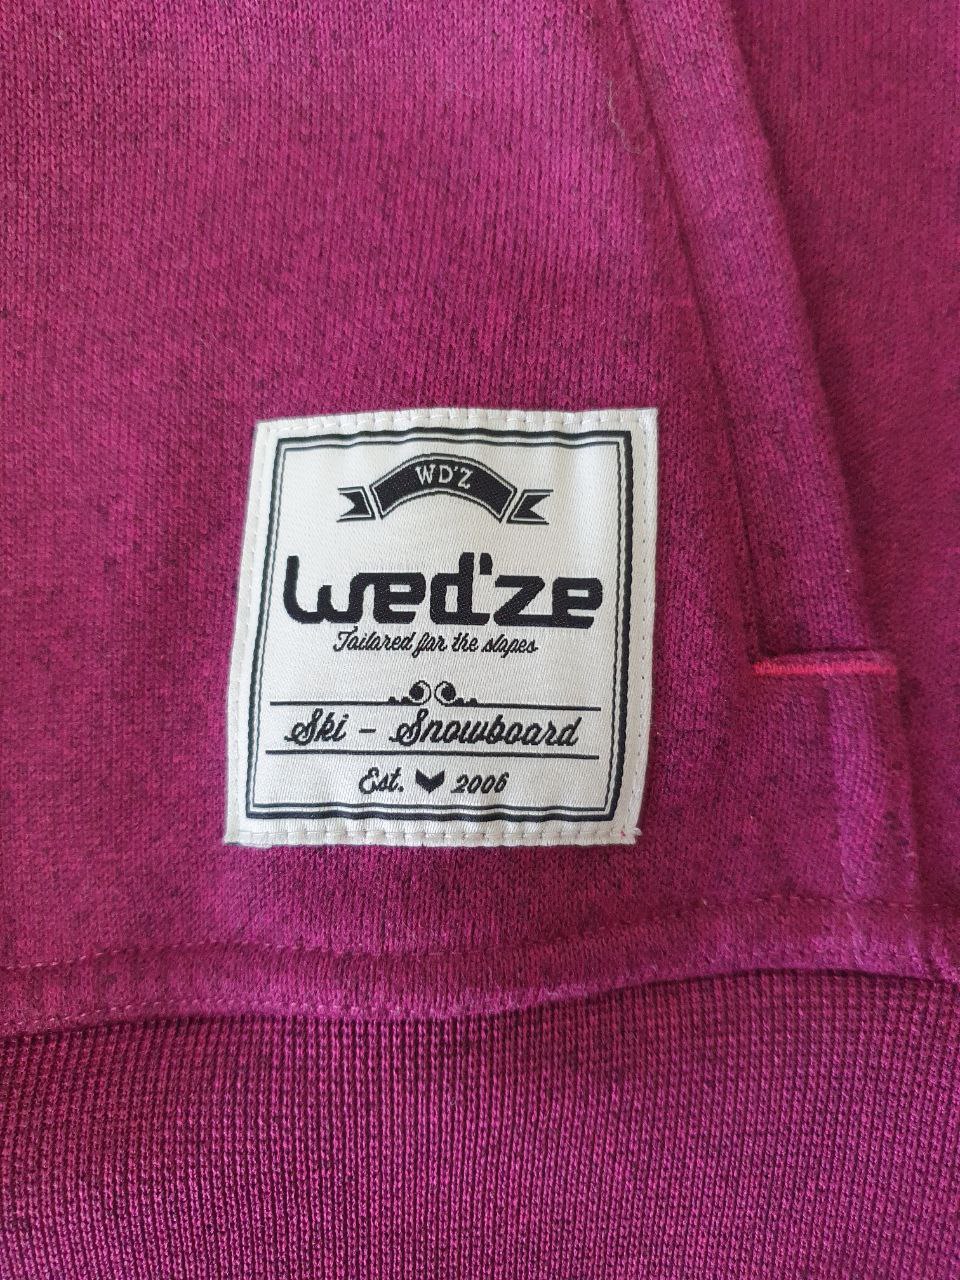 WD'Z
Wed'ze
Tailored for the slopes
Ski - Snowboard
Est. 2006